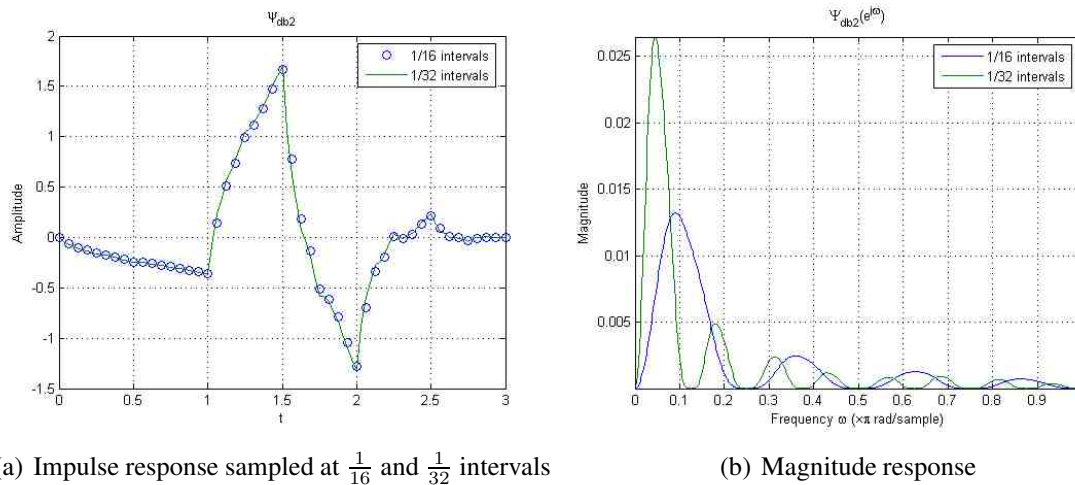 Ψdb2
2
1.5
1
0.5
0
-0.5
-1
-1.5
Amplitude
1/16 intervals
1/32 intervals
0
0.5
1
1.5
2
2.5
3
t
Ψdb2(e^jω)
0.025
0.02
0.015
0.01
0.005
Magnitude
1/16 intervals
1/32 intervals
0
0.1
0.2
0.3
0.4
0.5
0.6
0.7
0.8
0.9
Frequency ω (×π rad/sample)
a) Impulse response sampled at 1/16 and 1/32 intervals
(b) Magnitude response